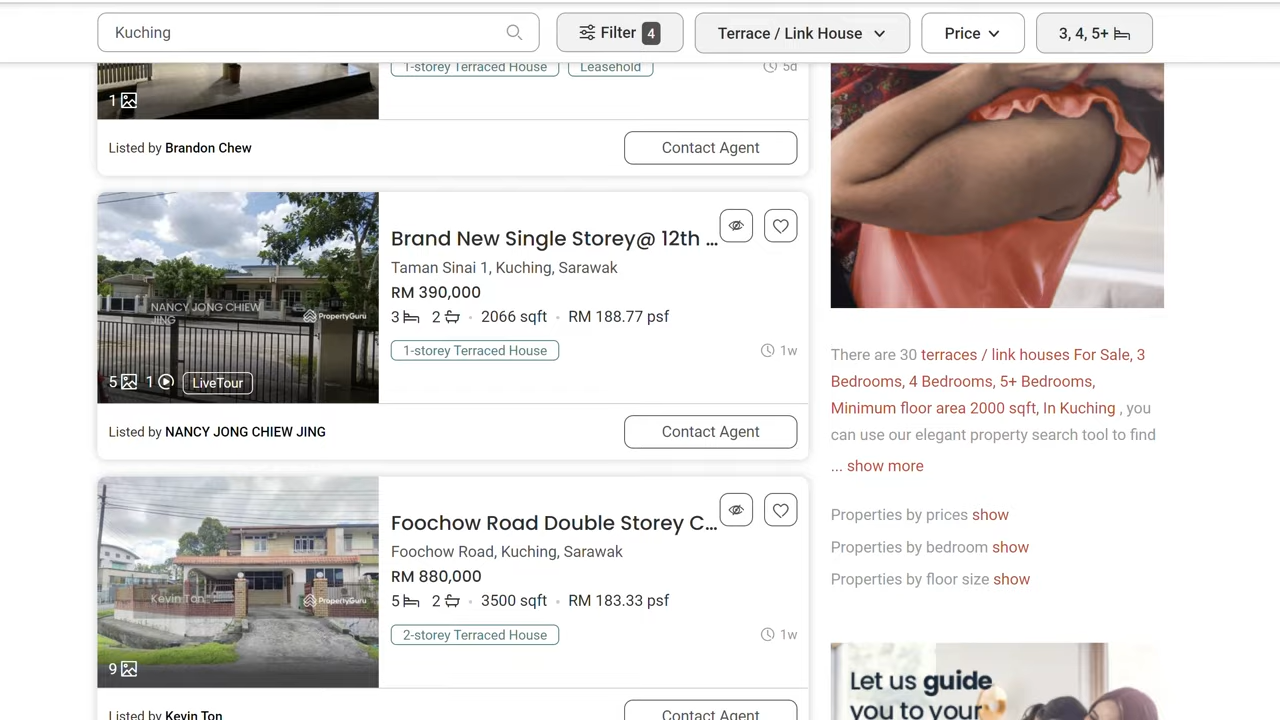 Kuching
Filter 4
Terrace / Link House
Price
3, 4, 5+
1-storey Terraced House
Leasehold
5d
1
Listed by Brandon Chew
Contact Agent
Brand New Single Storey@ 12th ...
Taman Sinai 1, Kuching, Sarawak
RM 390,000
3 2 • 2066 sqft • RM 188.77 psf
1-storey Terraced House
1w
NANCY JONG CHIEW
JING
PropertyGuru
5 1 LiveTour
Listed by NANCY JONG CHIEW JING
Contact Agent
Foochow Road Double Storey C...
Foochow Road, Kuching, Sarawak
RM 880,000
5 2 • 3500 sqft • RM 183.33 psf
2-storey Terraced House
1w
Kevin Ton
PropertyGuru
9
Listed by Kevin Ton
Contact Agent
There are 30 terraces / link houses For Sale, 3
Bedrooms, 4 Bedrooms, 5+ Bedrooms,
Minimum floor area 2000 sqft, In Kuching , you
can use our elegant property search tool to find
... show more
Properties by prices show
Properties by bedroom show
Properties by floor size show
Let us guide
you to your